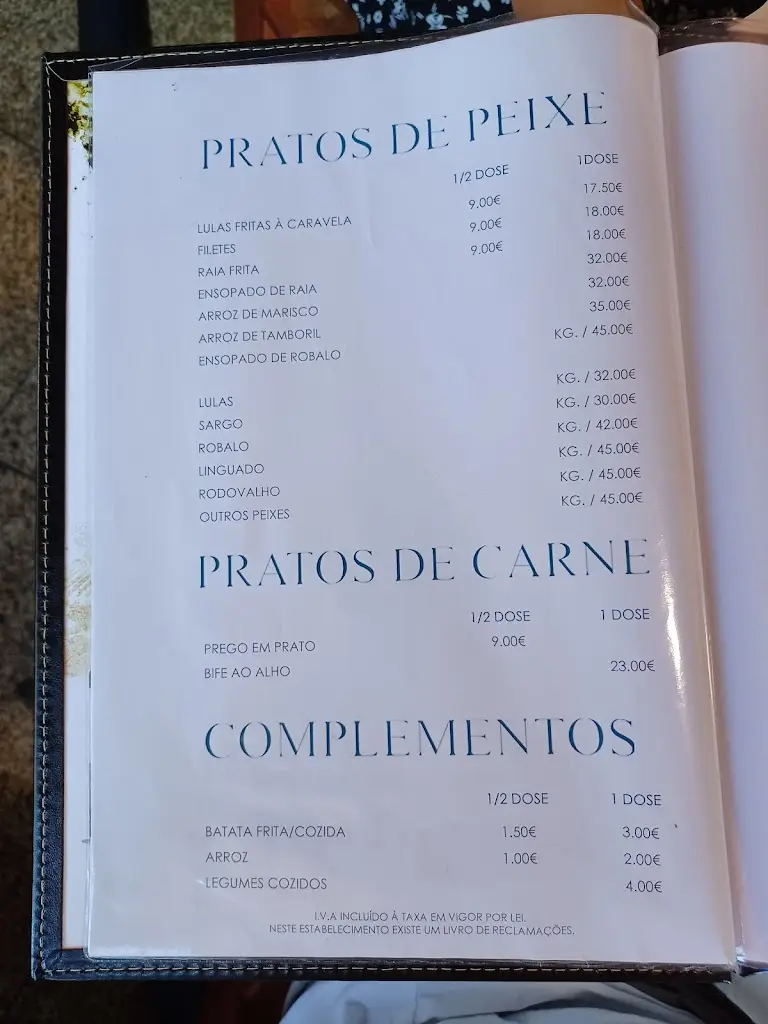 PRATOS DE PEIXE
1/2 DOSE 1DOSE
LULAS FRITAS À CARAVELA 9.00€ 17.50€
FILETES 9.00€ 18.00€
RAIA FRITA 9.00€ 18.00€
ENSOPADO DE RAIA 32.00€
ARROZ DE MARISCO 32.00€
ARROZ DE TAMBORIL 35.00€
ENSOPADO DE ROBALO KG. / 45.00€
LULAS KG. / 32.00€
SARGO KG. / 30.00€
ROBALO KG. / 42.00€
LINGUADO KG. / 45.00€
RODOVALHO KG. / 45.00€
OUTROS PEIXES KG. / 45.00€
PRATOS DE CARNE
1/2 DOSE 1 DOSE
PREGO EM PRATO 9.00€
BIFE AO ALHO 23.00€
COMPLEMENTOS
1/2 DOSE 1 DOSE
BATATA FRITA/COZIDA 1.50€ 3.00€
ARROZ 1.00€ 2.00€
LEGUMES COZIDOS 4.00€
I.V.A INCLUÍDO À TAXA EM VIGOR POR LEI.
NESTE ESTABELECIMENTO EXISTE UM LIVRO DE RECLAMAÇÕES.